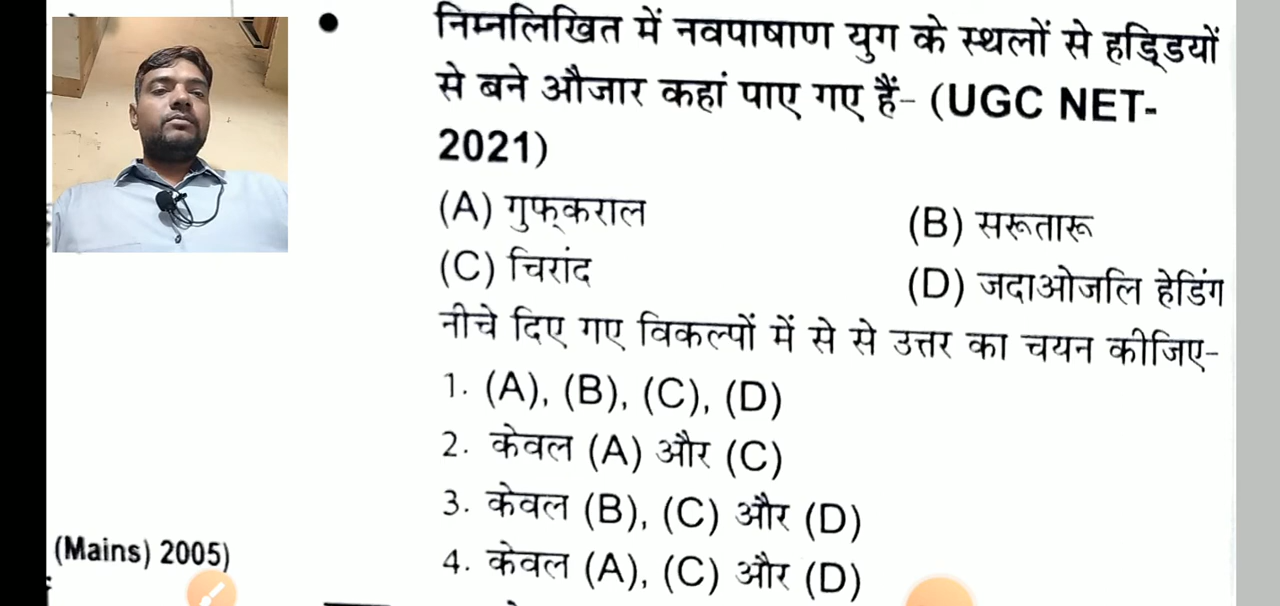 निम्नलिखित में नवपाषाण युग के स्थलों से हड्डियों
से बने औजार कहां पाए गए हैं- (UGC NET-
2021)
(A) गुफ्कराल (B) सरूतारू
(C) चिरांद (D) जदाओजलि हेडिंग
नीचे दिए गए विकल्पों में से से उत्तर का चयन कीजिए-
1. (A), (B), (C), (D)
2. केवल (A) और (C)
3. केवल (B), (C) और (D)
4. केवल (A), (C) और (D)
(Mains) 2005)